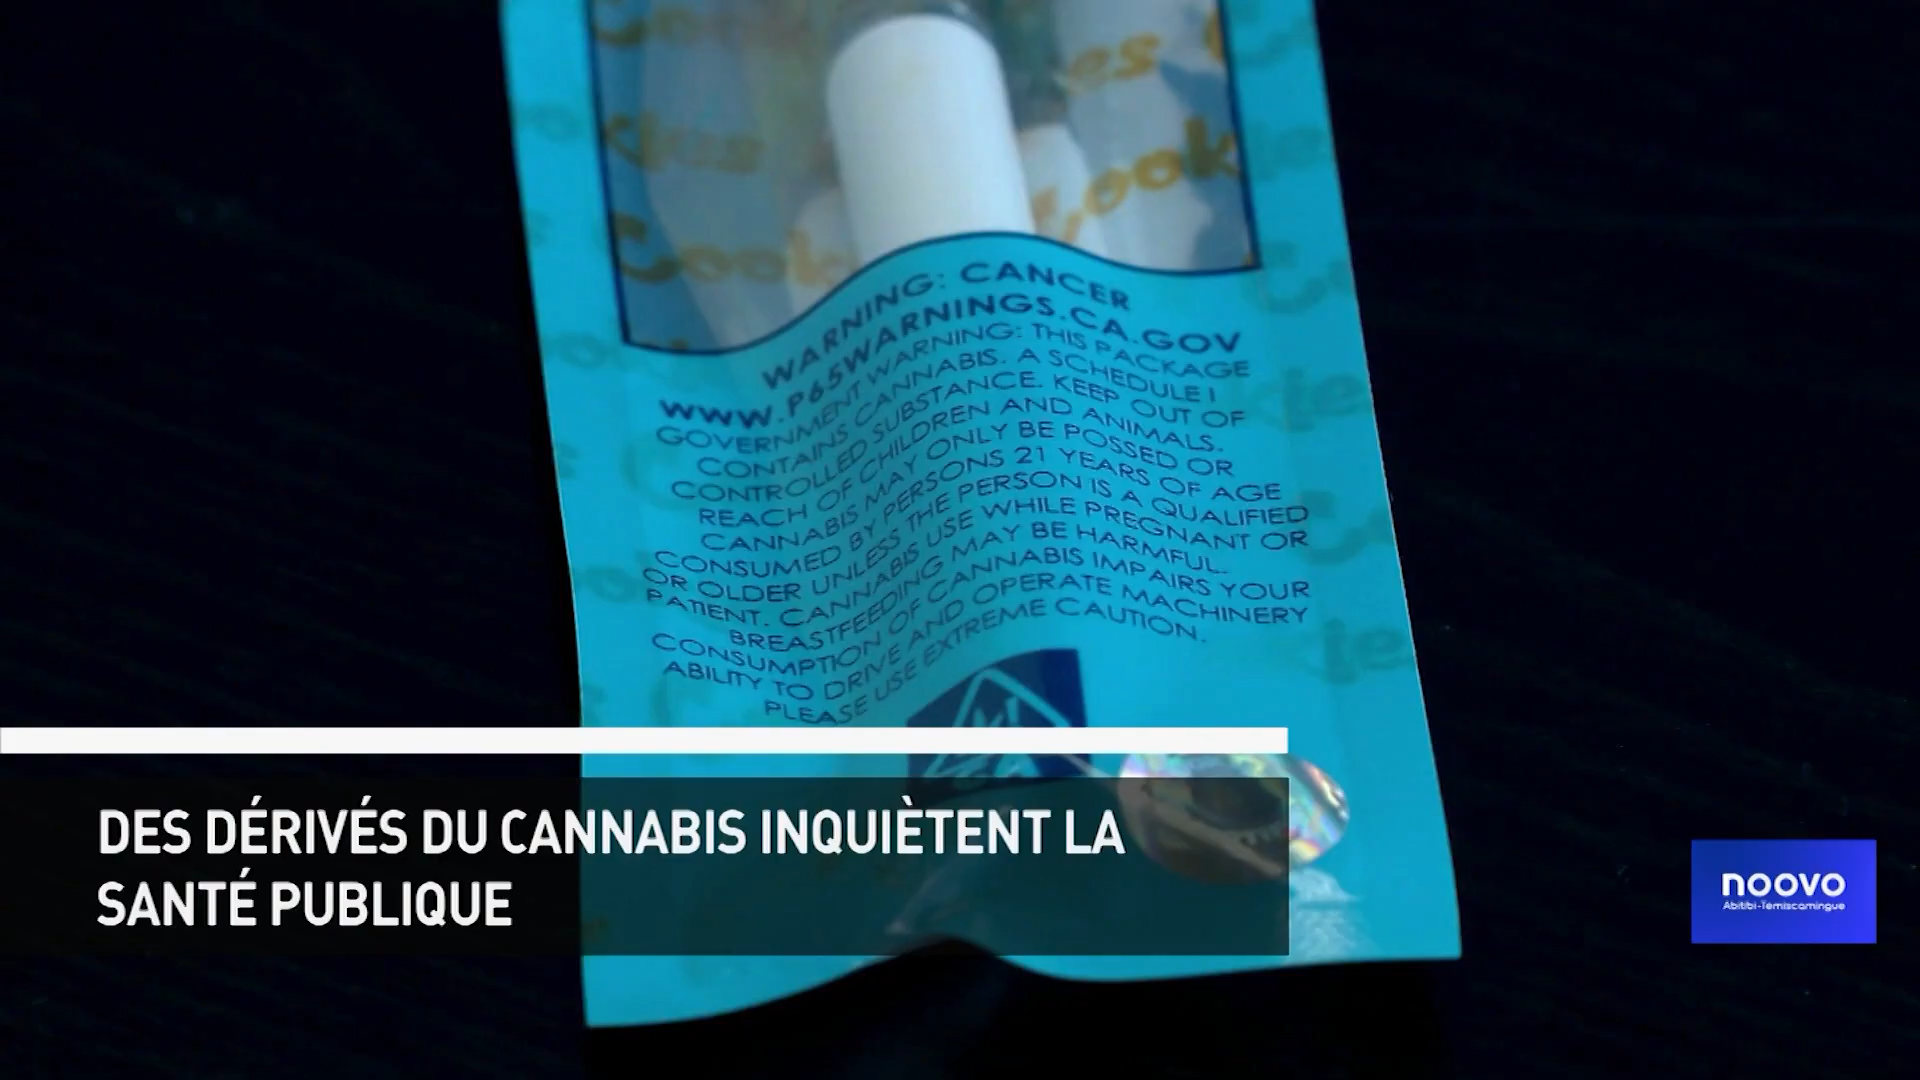 es
Cook
Cook
WARNING: CANCER
WWW.P65WARNINGS.CA.GOV
GOVERNMENT WARNING: THIS PACKAGE
CONTAINS CANNABIS. A SCHEDULE I
CONTROLLED SUBSTANCE. KEEP OUT OF
REACH OF CHILDREN AND ANIMALS.
CANNABIS MAY ONLY BE POSSED OR
CONSUMED BY PERSONS 21 YEARS OF AGE
OR OLDER UNLESS THE PERSON IS A QUALIFIED
PATIENT. CANNABIS USE WHILE PREGNANT OR
BREASTFEEDING MAY BE HARMFUL.
CONSUMPTION OF CANNABIS IMPAIRS YOUR
ABILITY TO DRIVE AND OPERATE MACHINERY
PLEASE USE EXTREME CAUTION.
DES DÉRIVÉS DU CANNABIS INQUIÈTENT LA
SANTÉ PUBLIQUE
noovo
Abitibi-Témiscamingue